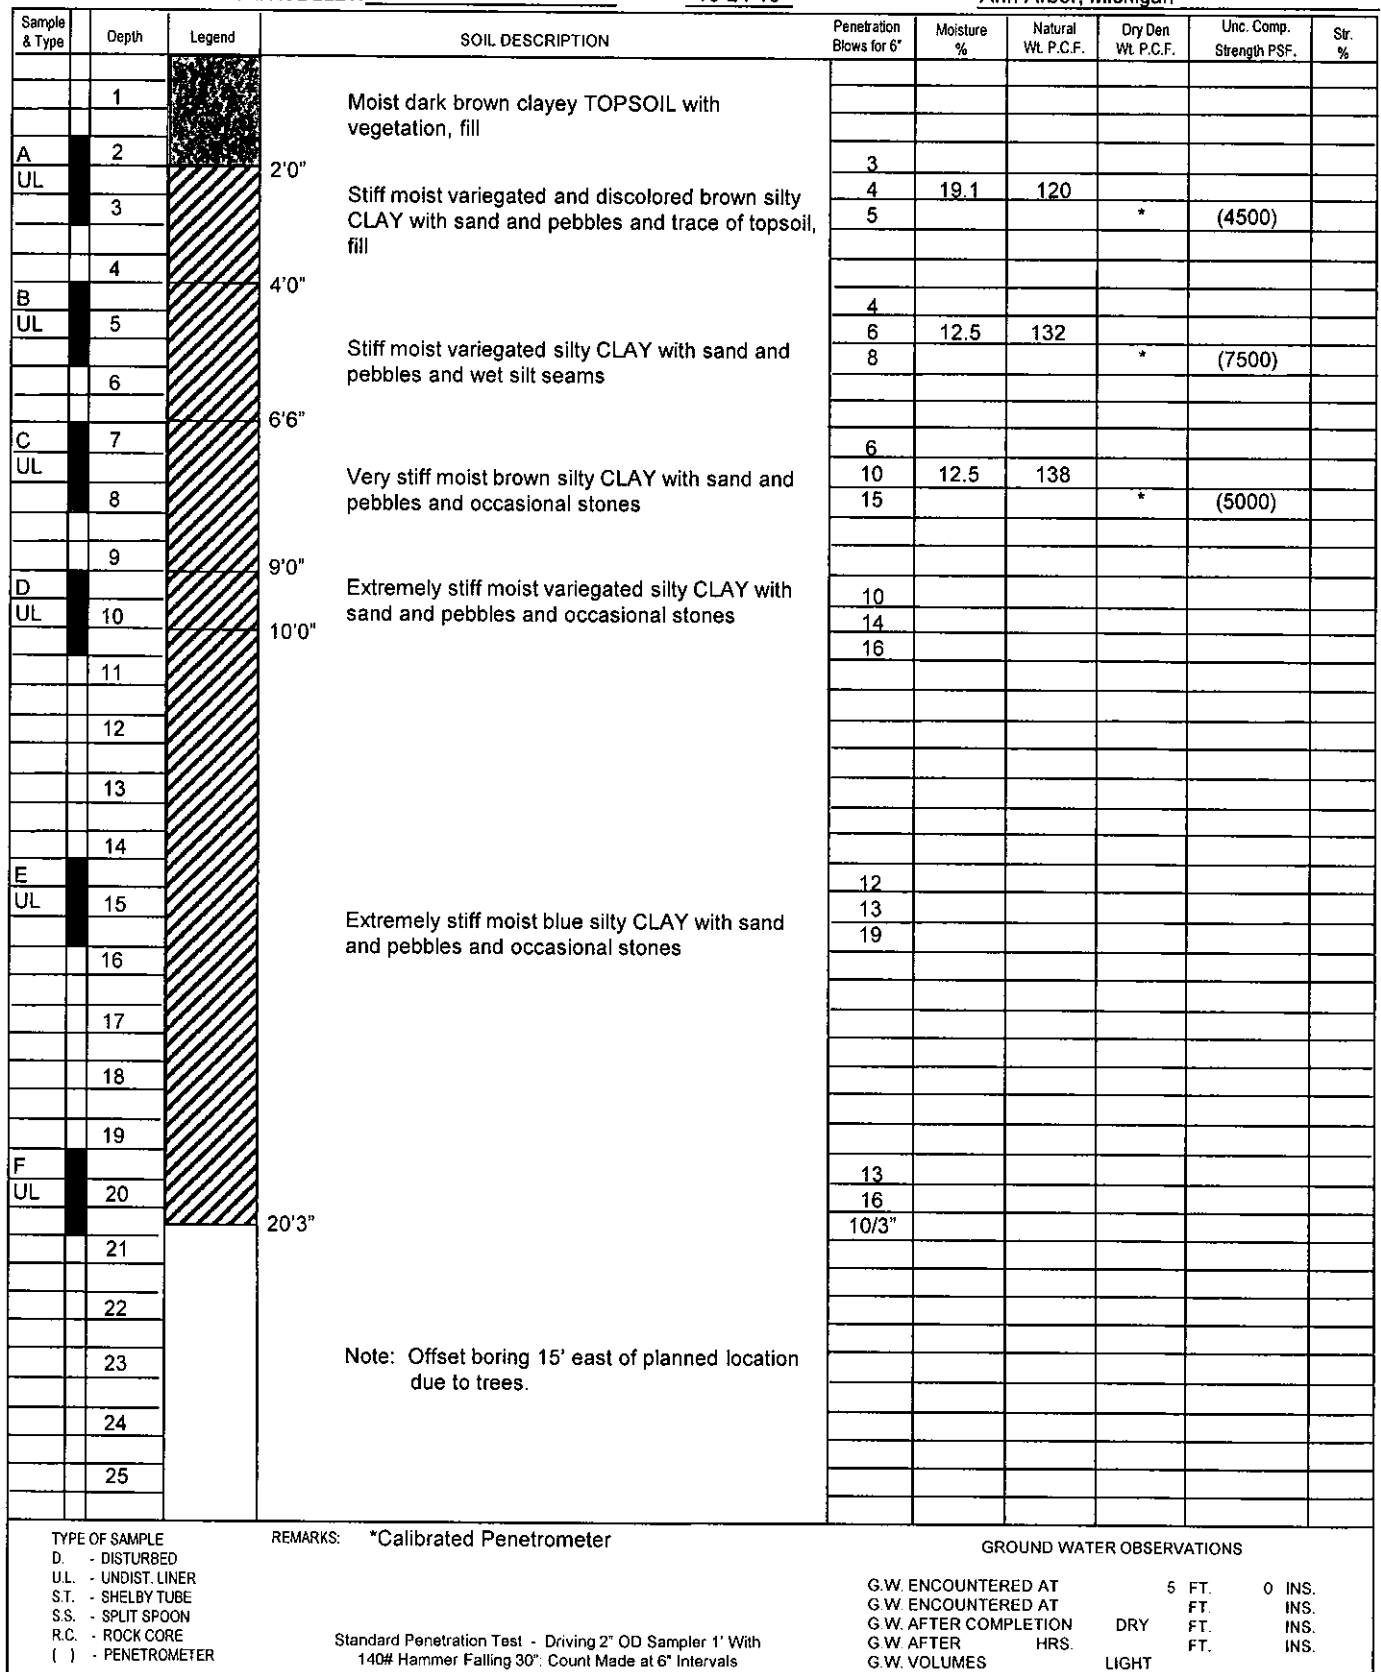 Ann Arbor, Michigan
Sample & Type Depth Legend SOIL DESCRIPTION Penetration Blows for 6" Moisture % Natural Wt. P.C.F. Dry Den Wt. P.C.F. Unc. Comp. Strength PSF. Str. %
1
Moist dark brown clayey TOPSOIL with
vegetation, fill
A 2 3
2'0"
UL 4 19.1 120
Stiff moist variegated and discolored brown silty
3 CLAY with sand and pebbles and trace of topsoil, 5 * (4500)
fill
4
4'0"
B 4
UL 5 6 12.5 132
Stiff moist variegated silty CLAY with sand and 8 * (7500)
pebbles and wet silt seams
6
6'6"
C 7 6
UL Very stiff moist brown silty CLAY with sand and 10 12.5 138
8 pebbles and occasional stones 15 * (5000)
9
9'0"
D Extremely stiff moist variegated silty CLAY with 10
UL 10 sand and pebbles and occasional stones 14
10'0"
16
11
12
13
14
E 12
UL 15 13
Extremely stiff moist blue silty CLAY with sand 19
and pebbles and occasional stones
16
17
18
19
F 13
UL 20 16
20'3" 10/3"
21
22
23 Note: Offset boring 15' east of planned location
due to trees.
24
25
TYPE OF SAMPLE
D. - DISTURBED
U.L. - UNDIST. LINER
S.T. - SHELBY TUBE
S.S. - SPLIT SPOON
R.C. - ROCK CORE
( ) - PENETROMETER
REMARKS: *Calibrated Penetrometer
Standard Penetration Test - Driving 2" OD Sampler 1' With
140# Hammer Falling 30": Count Made at 6" Intervals
GROUND WATER OBSERVATIONS
G.W. ENCOUNTERED AT 5 FT. 0 INS.
G.W. ENCOUNTERED AT FT. INS.
G.W. AFTER COMPLETION DRY FT. INS.
G.W. AFTER HRS. FT. INS.
G.W. VOLUMES LIGHT